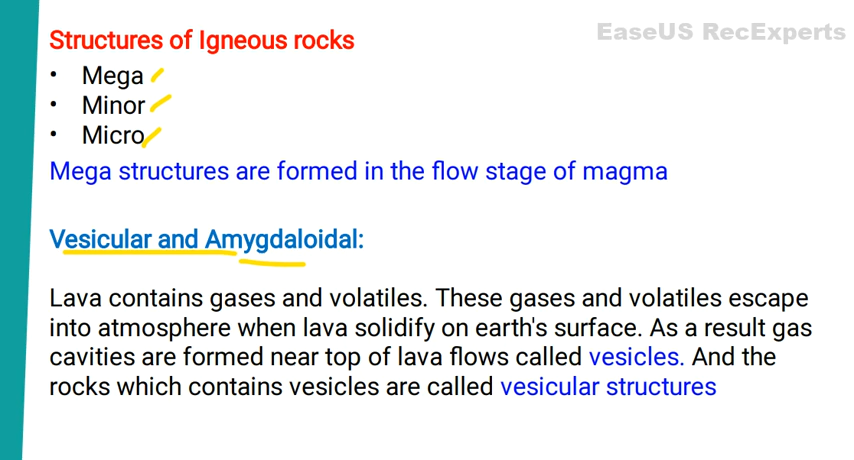 EaseUS RecExperts
Structures of Igneous rocks
• Mega
• Minor
• Micro
Mega structures are formed in the flow stage of magma
Vesicular and Amygdaloidal:
Lava contains gases and volatiles. These gases and volatiles escape
into atmosphere when lava solidify on earth's surface. As a result gas
cavities are formed near top of lava flows called vesicles. And the
rocks which contains vesicles are called vesicular structures